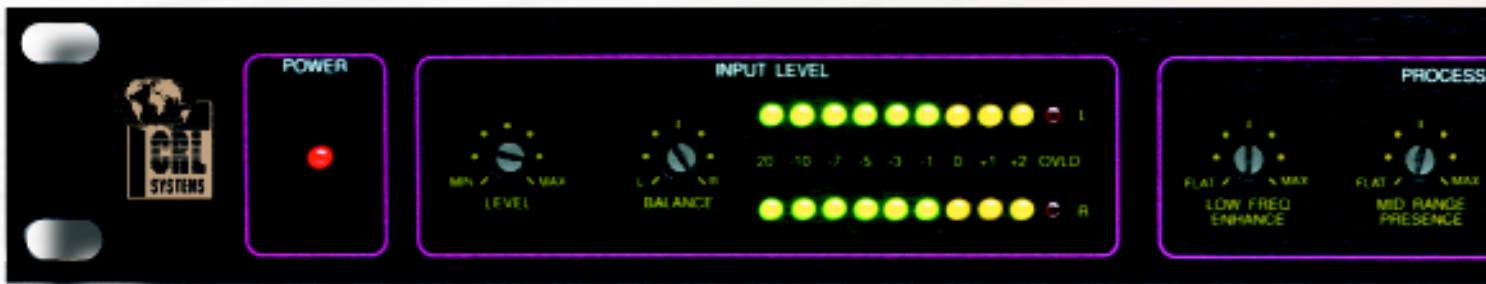 CRL
SYSTEMS
POWER
INPUT LEVEL
MIN MAX
LEVEL
L R
BALANCE
L
20 -10 -7 -5 -3 -1 0 +1 +2 OVLD
R
PROCESS
FLAT MAX
LOW FREQ
ENHANCE
FLAT MAX
MID RANGE
PRESENCE